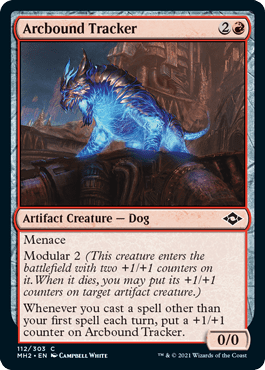 Arcbound Tracker 2
Artifact Creature — Dog
Menace
Modular 2 (This creature enters the
battlefield with two +1/+1 counters on
it. When it dies, you may put its +1/+1
counters on target artifact creature.)
Whenever you cast a spell other than
your first spell each turn, put a +1/+1
counter on Arcbound Tracker.
0/0
112/303 C
MH2 • EN Campbell White
™ & © 2021 Wizards of the Coast